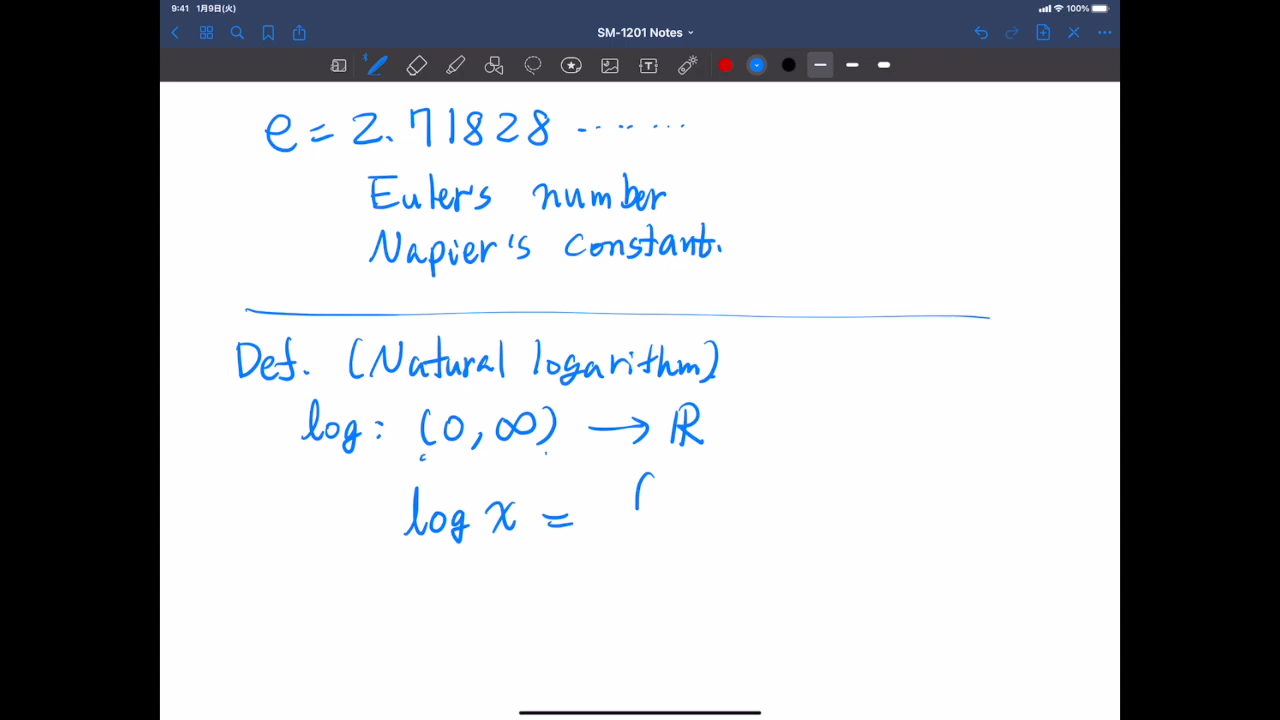 9:41 1月9日(火) 100%
SM-1201 Notes
e = 2.71828 ........
Euler's number
Napier's constant.
Def. (Natural logarithm)
log: (0, ∞) → ℝ
log x =